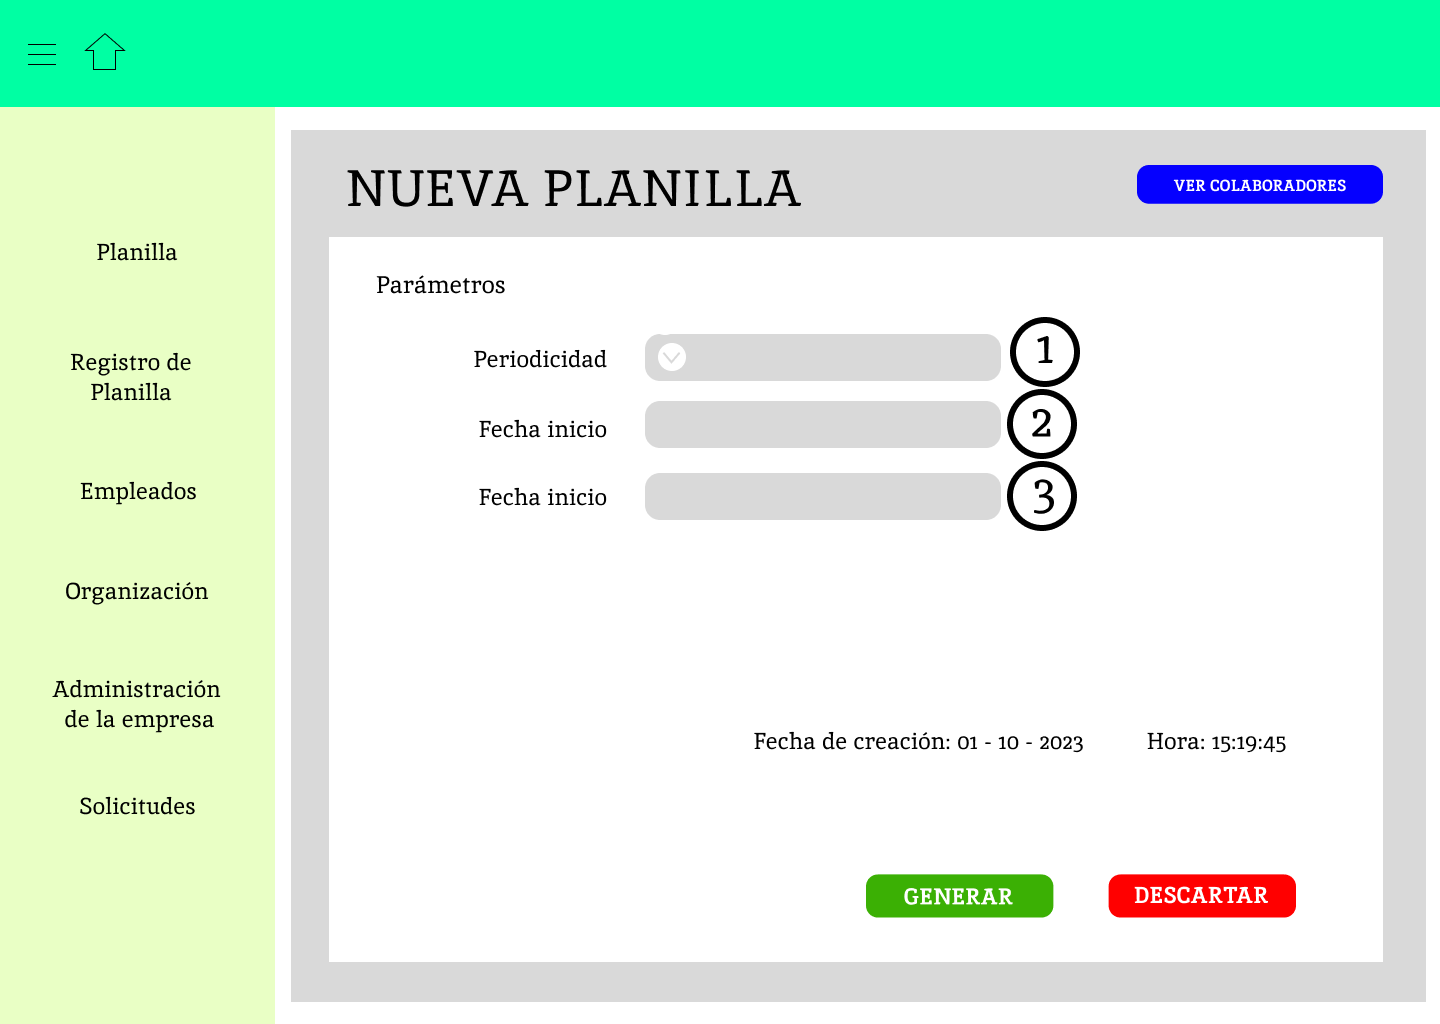 NUEVA PLANILLA
VER COLABORADORES
Planilla
Registro de
Planilla
Empleados
Organización
Administración
de la empresa
Solicitudes
Parámetros
Periodicidad
1
Fecha inicio
2
Fecha inicio
3
Fecha de creación: 01 - 10 - 2023
Hora: 15:19:45
GENERAR
DESCARTAR